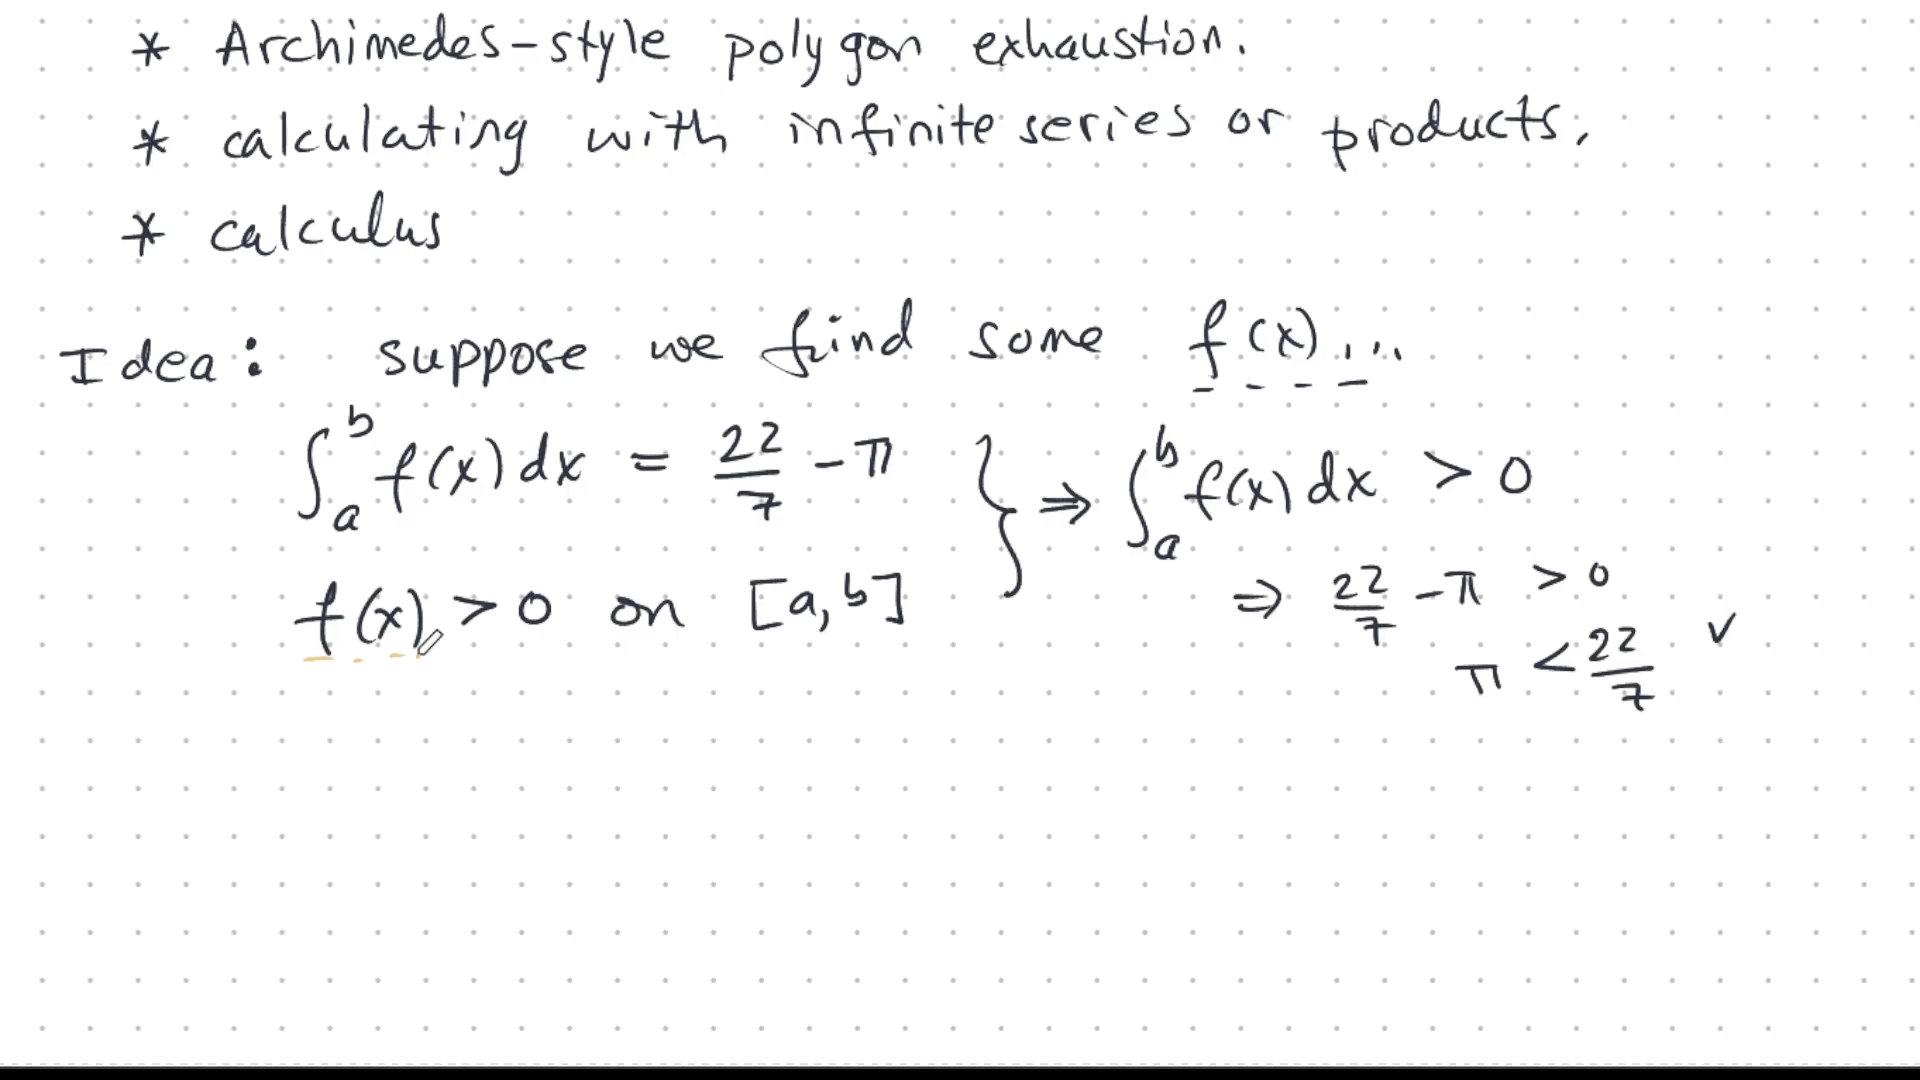 * Archimedes-style polygon exhaustion.
* calculating with infinite series or products.
* calculus
Idea: suppose we find some f(x)...
∫_a^b f(x) dx = 22/7 - π } ⇒ ∫_a^b f(x) dx > 0
f(x) > 0 on [a, b]
⇒ 22/7 - π > 0
π < 22/7 ✓